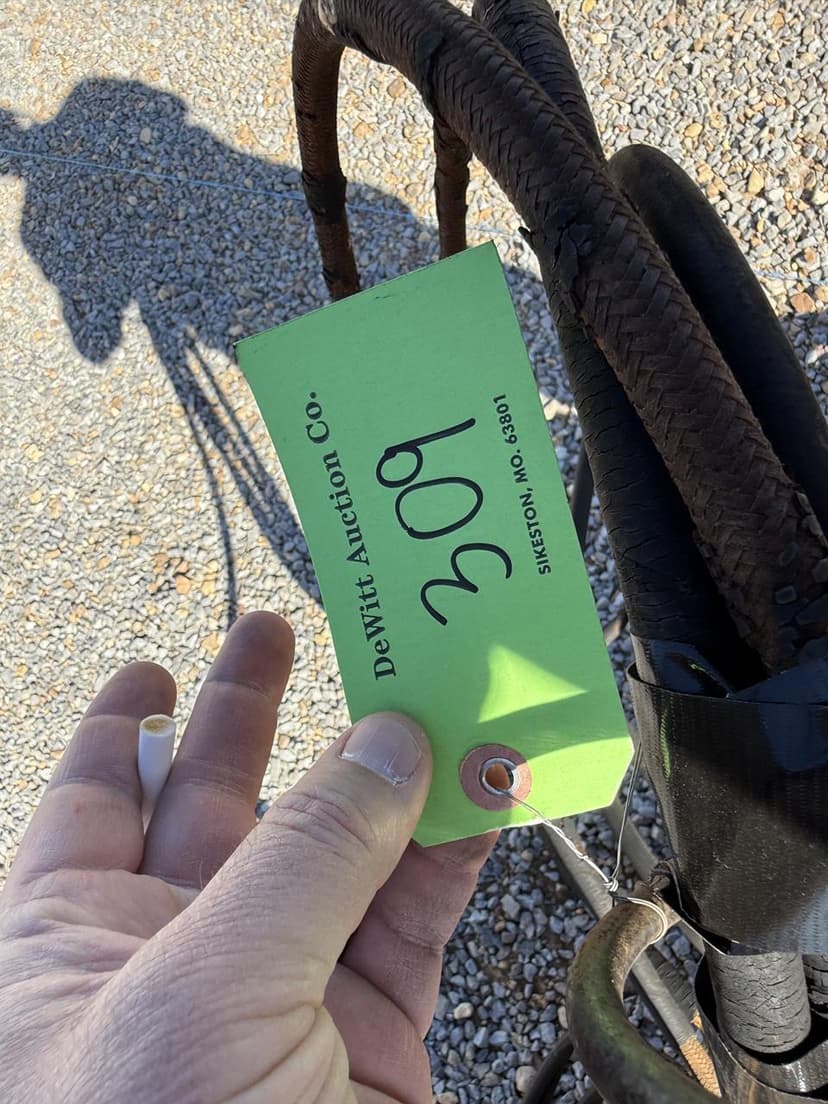 DeWitt Auction Co.
309
SIKESTON, MO. 63801